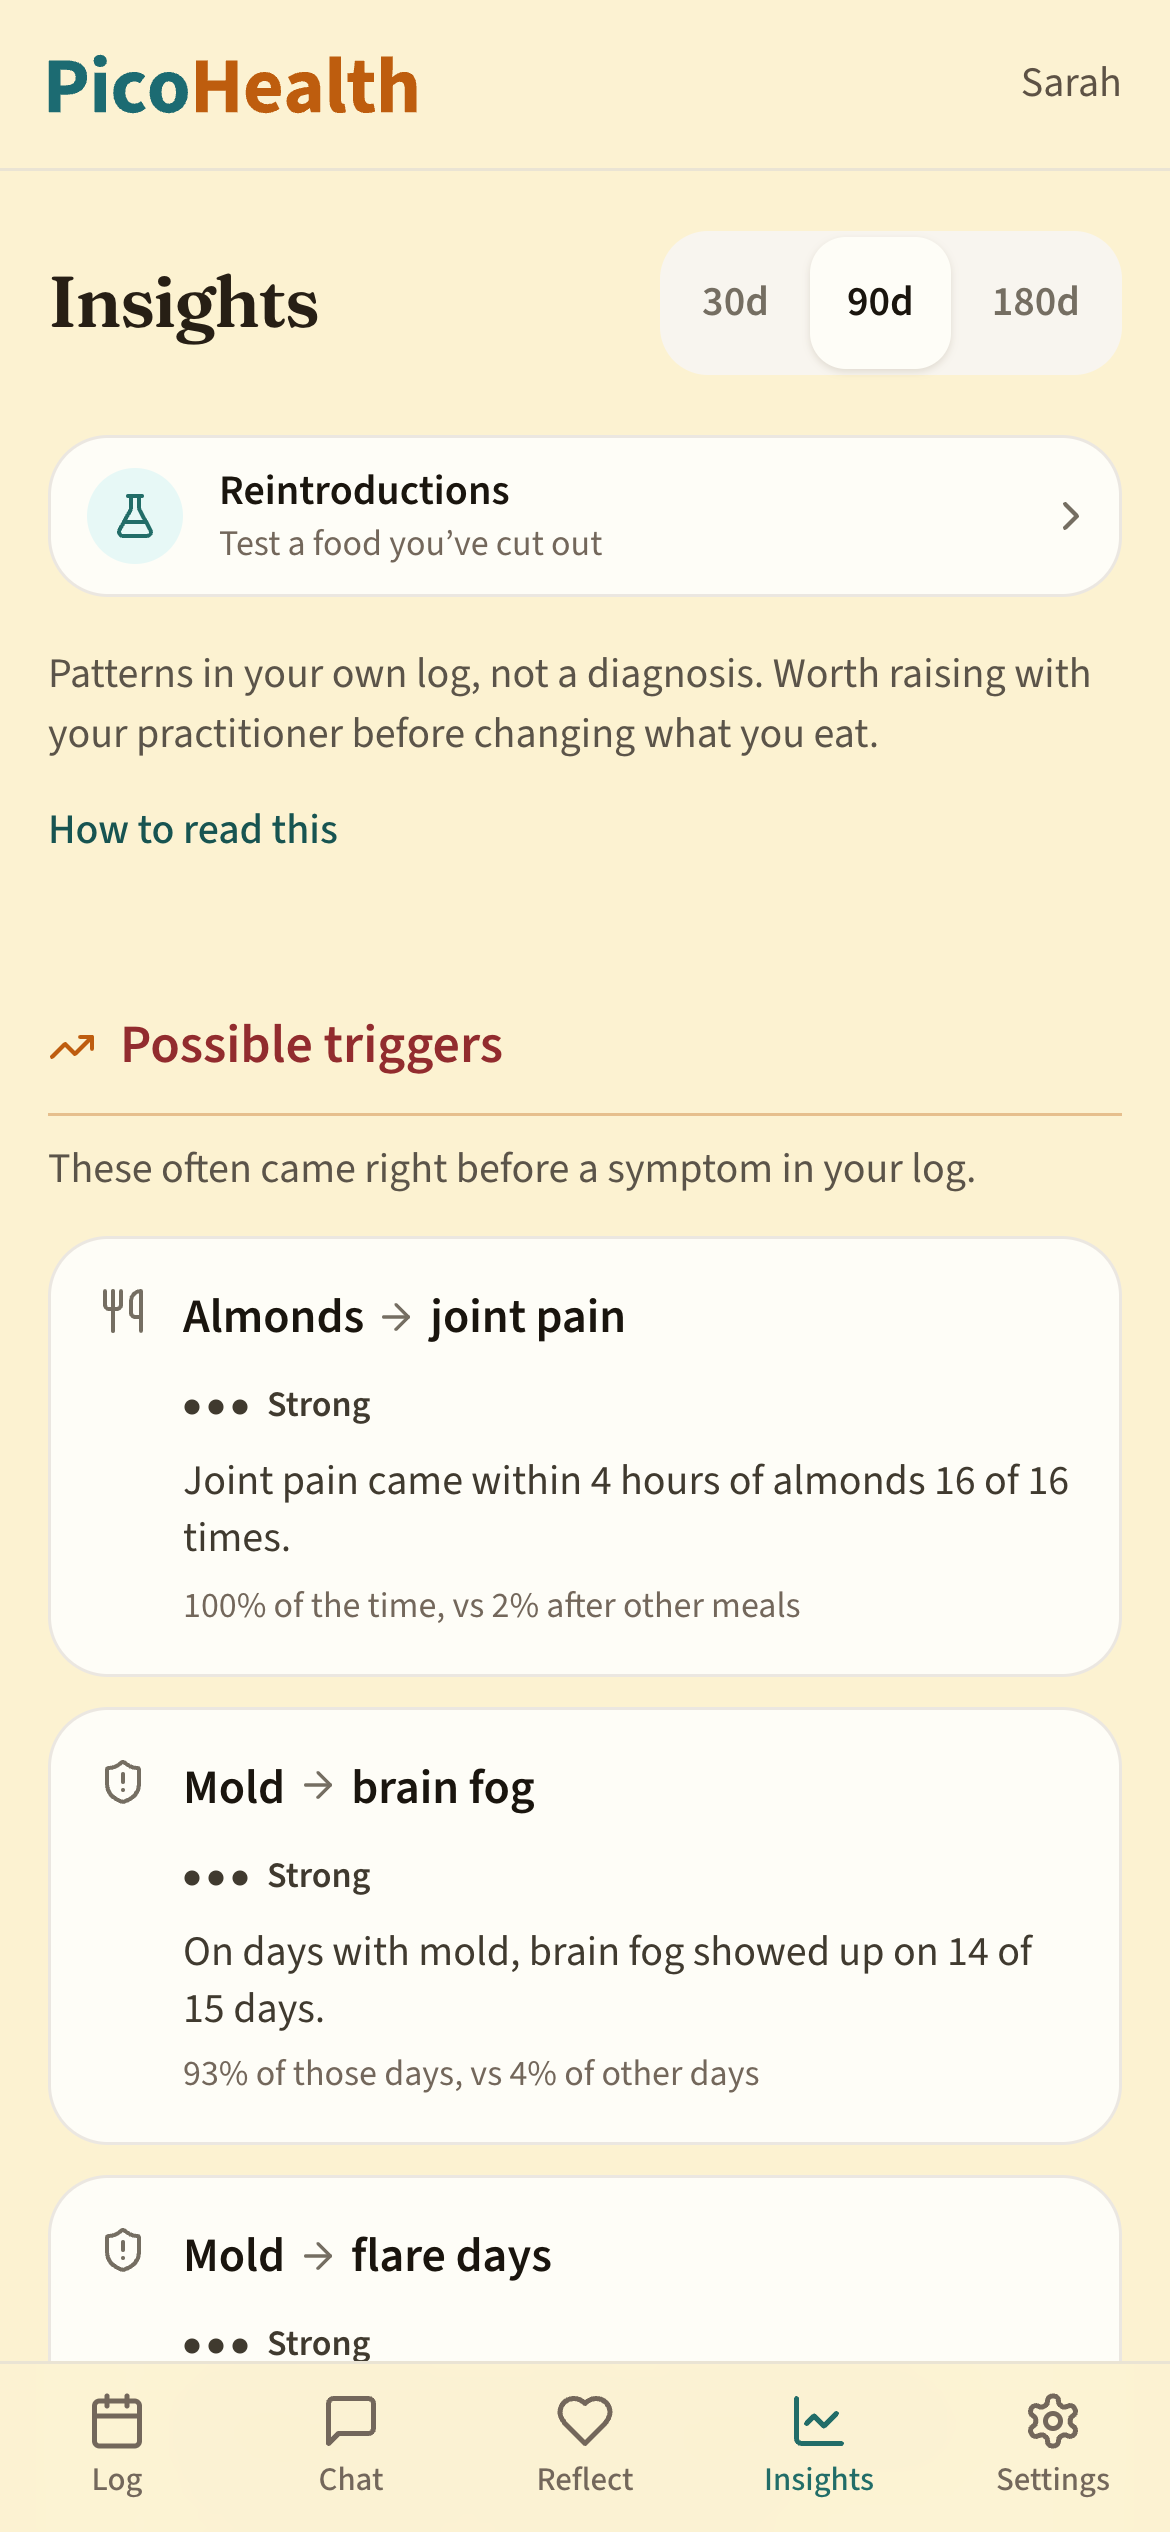 PicoHealth
Sarah
Insights
30d 90d 180d
Reintroductions
Test a food you’ve cut out
Patterns in your own log, not a diagnosis. Worth raising with
your practitioner before changing what you eat.
How to read this
Possible triggers
These often came right before a symptom in your log.
Almonds → joint pain
Strong
Joint pain came within 4 hours of almonds 16 of 16
times.
100% of the time, vs 2% after other meals
Mold → brain fog
Strong
On days with mold, brain fog showed up on 14 of
15 days.
93% of those days, vs 4% of other days
Mold → flare days
Strong
Log Chat Reflect Insights Settings